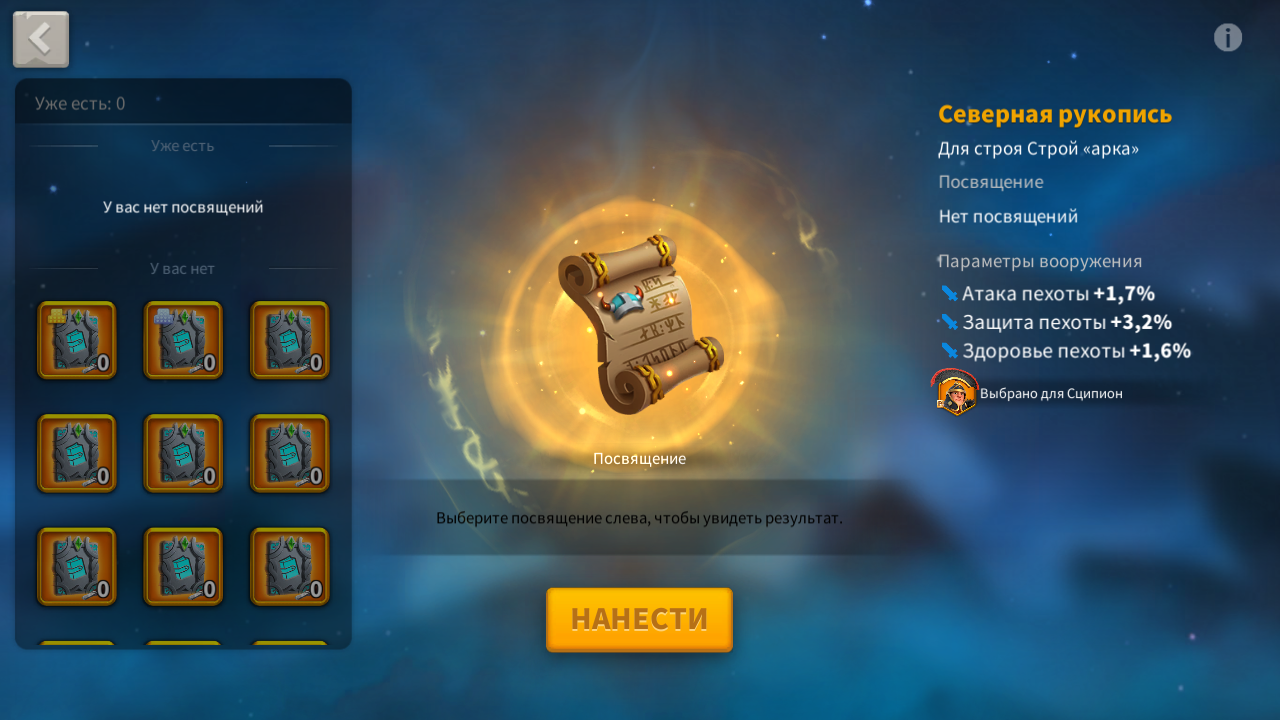 Уже есть: 0
Уже есть
У вас нет посвящений
У вас нет
0
0
0
0
0
0
0
0
0
Посвящение
Выберите посвящение слева, чтобы увидеть результат.
НАНЕСТИ
Северная рукопись
Для строя Строй «арка»
Посвящение
Нет посвящений
Параметры вооружения
Атака пехоты +1,7%
Защита пехоты +3,2%
Здоровье пехоты +1,6%
Выбрано для Сципион